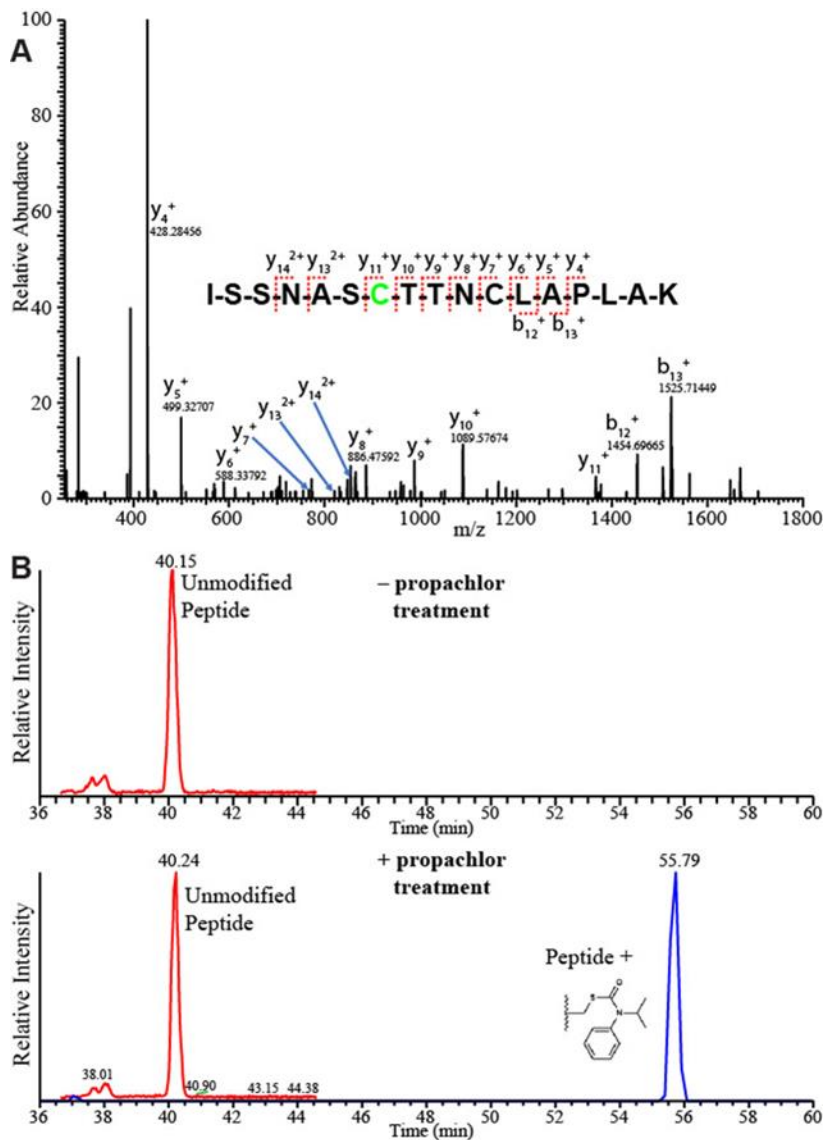 A
Relative Abundance
100
80
60
40
20
0
y4+
428.28456
y5+
499.32707
y6+
588.33792
y7+
y13 2+
y14 2+
y8+
886.47592
y9+
y10+
1089.57674
y11+
b12+
1454.69665
b13+
1525.71449
y14 2+ y13 2+ y11+ y10+ y9+ y8+ y7+ y6+ y5+ y4+
I-S-S-N-A-S-C-T-T-N-C-L-A-P-L-A-K
b12+ b13+
400 600 800 1000 1200 1400 1600 1800
m/z
B
Relative Intensity
40.15
Unmodified
Peptide
– propachlor
treatment
36 38 40 42 44 46 48 50 52 54 56 58 60
Time (min)
Relative Intensity
40.24
Unmodified
Peptide
+ propachlor
treatment
55.79
Peptide +
O
S
N
38.01
40.90
43.15 44.38
36 38 40 42 44 46 48 50 52 54 56 58 60
Time (min)